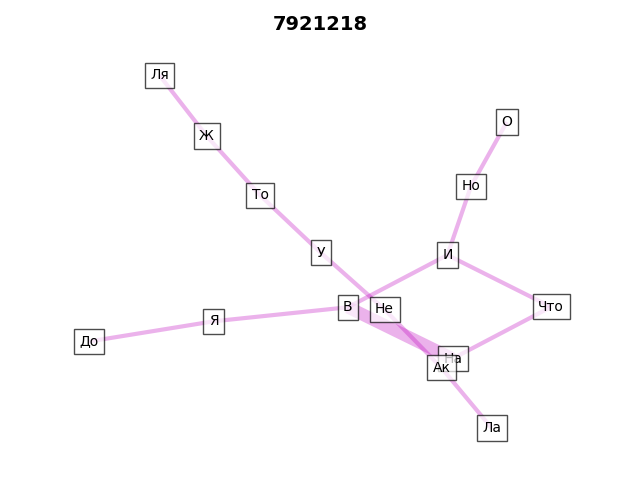 7921218
Ля
О
Ж
Но
То
У
И
В
Не
Что
Я
До
На
Ак
Ла